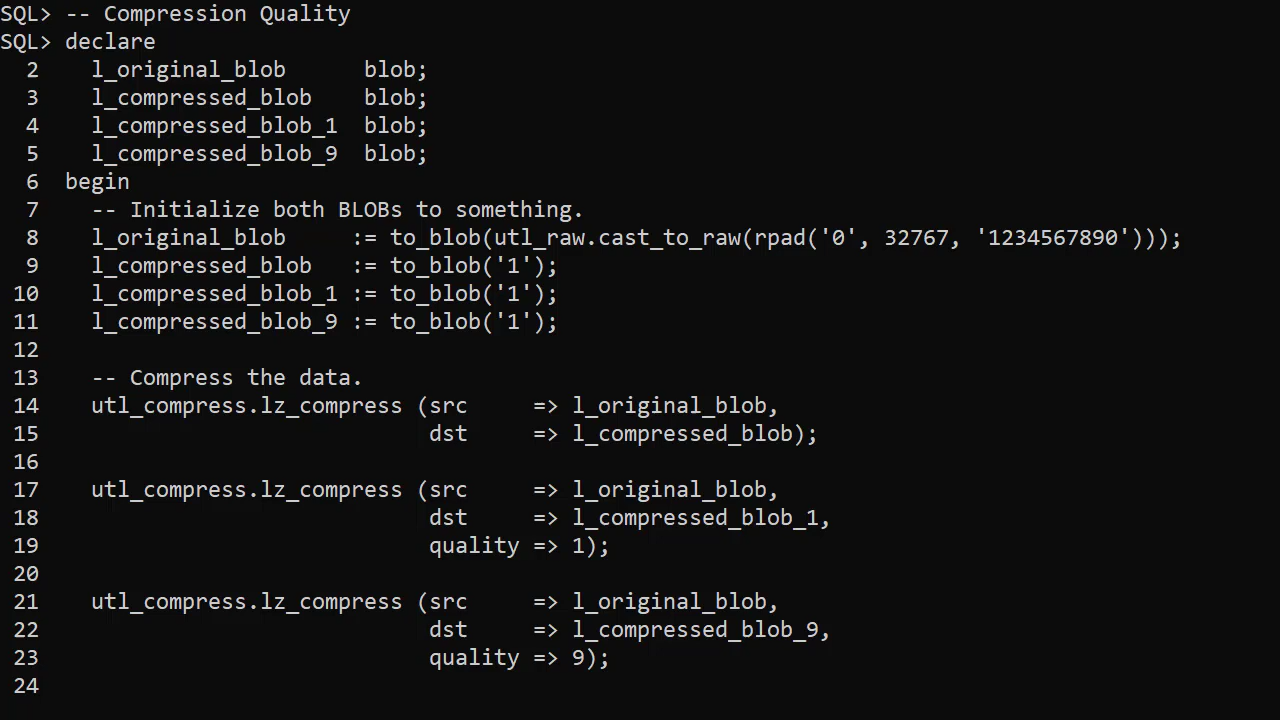 SQL> -- Compression Quality
SQL> declare
  2    l_original_blob      blob;
  3    l_compressed_blob    blob;
  4    l_compressed_blob_1  blob;
  5    l_compressed_blob_9  blob;
  6  begin
  7    -- Initialize both BLOBs to something.
  8    l_original_blob     := to_blob(utl_raw.cast_to_raw(rpad('0', 32767, '1234567890')));
  9    l_compressed_blob   := to_blob('1');
 10    l_compressed_blob_1 := to_blob('1');
 11    l_compressed_blob_9 := to_blob('1');
 12
 13    -- Compress the data.
 14    utl_compress.lz_compress (src     => l_original_blob,
 15                              dst     => l_compressed_blob);
 16
 17    utl_compress.lz_compress (src     => l_original_blob,
 18                              dst     => l_compressed_blob_1,
 19                              quality => 1);
 20
 21    utl_compress.lz_compress (src     => l_original_blob,
 22                              dst     => l_compressed_blob_9,
 23                              quality => 9);
 24